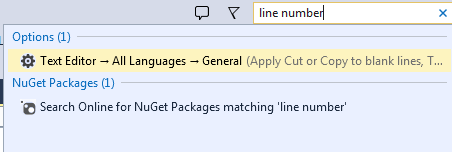 line number
Options (1)
Text Editor → All Languages → General (Apply Cut or Copy to blank lines, T...
NuGet Packages (1)
Search Online for NuGet Packages matching 'line number'